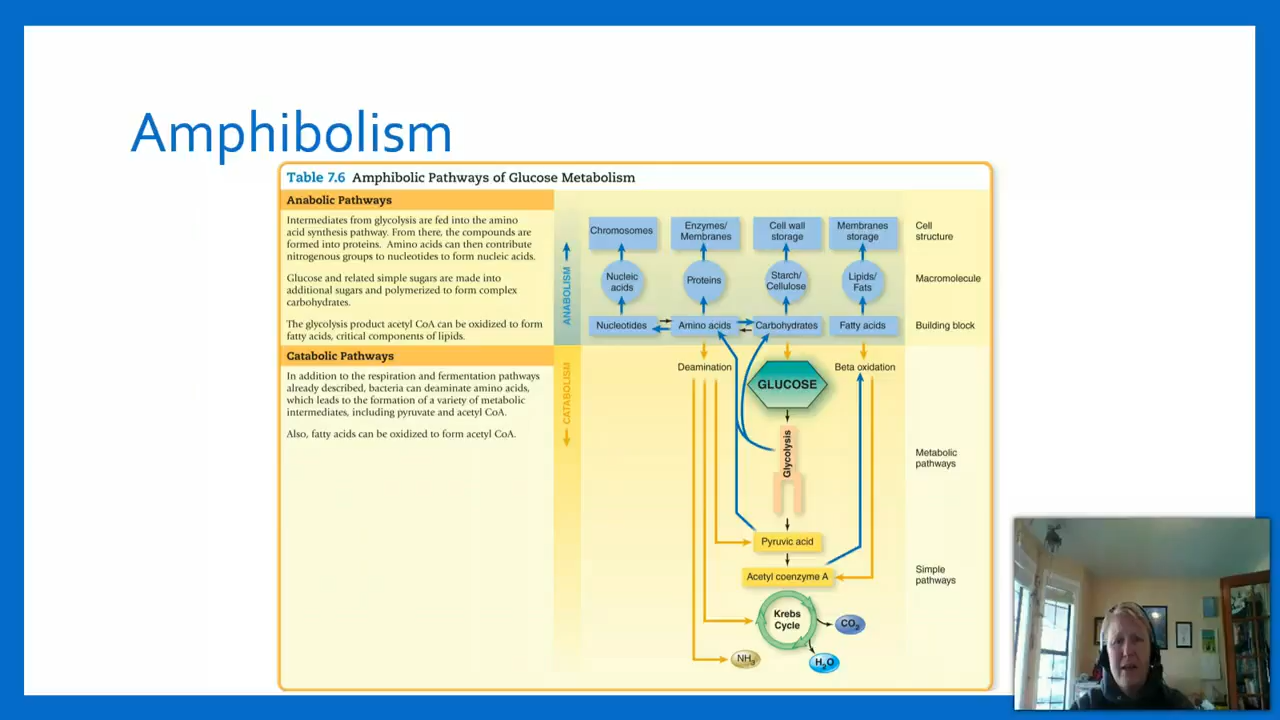 Amphibolism
Table 7.6 Amphibolic Pathways of Glucose Metabolism
Anabolic Pathways
Intermediates from glycolysis are fed into the amino
acid synthesis pathway. From there, the compounds are
formed into proteins. Amino acids can then contribute
nitrogenous groups to nucleotides to form nucleic acids.
Glucose and related simple sugars are made into
additional sugars and polymerized to form complex
carbohydrates.
The glycolysis product acetyl CoA can be oxidized to form
fatty acids, critical components of lipids.
Catabolic Pathways
In addition to the respiration and fermentation pathways
already described, bacteria can deaminate amino acids,
which leads to the formation of a variety of metabolic
intermediates, including pyruvate and acetyl CoA.
Also, fatty acids can be oxidized to form acetyl CoA.
ANABOLISM
CATABOLISM
Chromosomes
Enzymes/
Membranes
Cell wall
storage
Membranes
storage
Cell
structure
Nucleic
acids
Proteins
Starch/
Cellulose
Lipids/
Fats
Macromolecule
Nucleotides
Amino acids
Carbohydrates
Fatty acids
Building block
Deamination
GLUCOSE
Beta oxidation
Glycolysis
Metabolic
pathways
Pyruvic acid
Acetyl coenzyme A
Simple
pathways
Krebs
Cycle
CO2
NH3
H2O